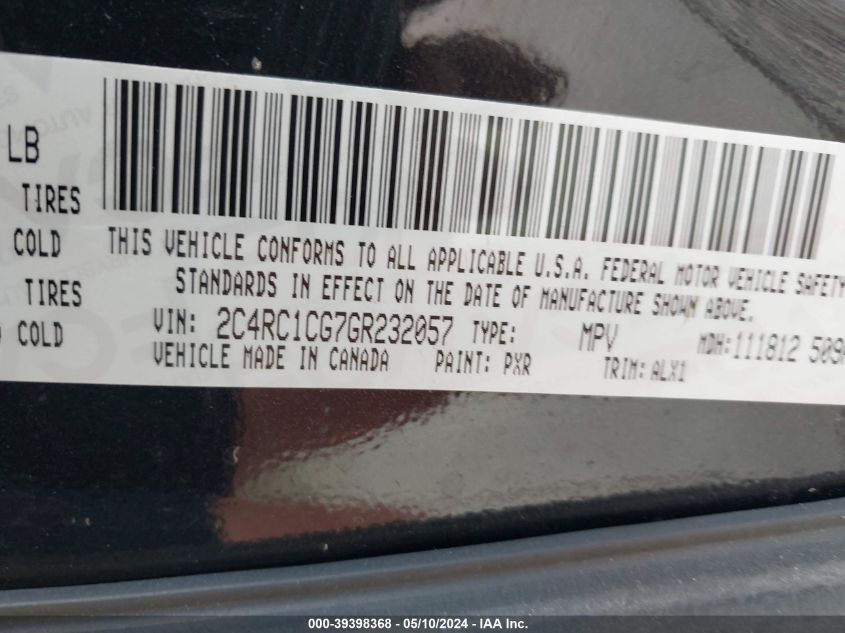 LB
TIRES
COLD
TIRES
COLD
THIS VEHICLE CONFORMS TO ALL APPLICABLE U.S.A. FEDERAL MOTOR VEHICLE SAFETY
STANDARDS IN EFFECT ON THE DATE OF MANUFACTURE SHOWN ABOVE.
VIN: 2C4RC1CG7GR232057 TYPE: MPV MDH:111812 509
VEHICLE MADE IN CANADA PAINT: PXR TRIM: ALX1
000-39398368 - 05/10/2024 - IAA Inc.